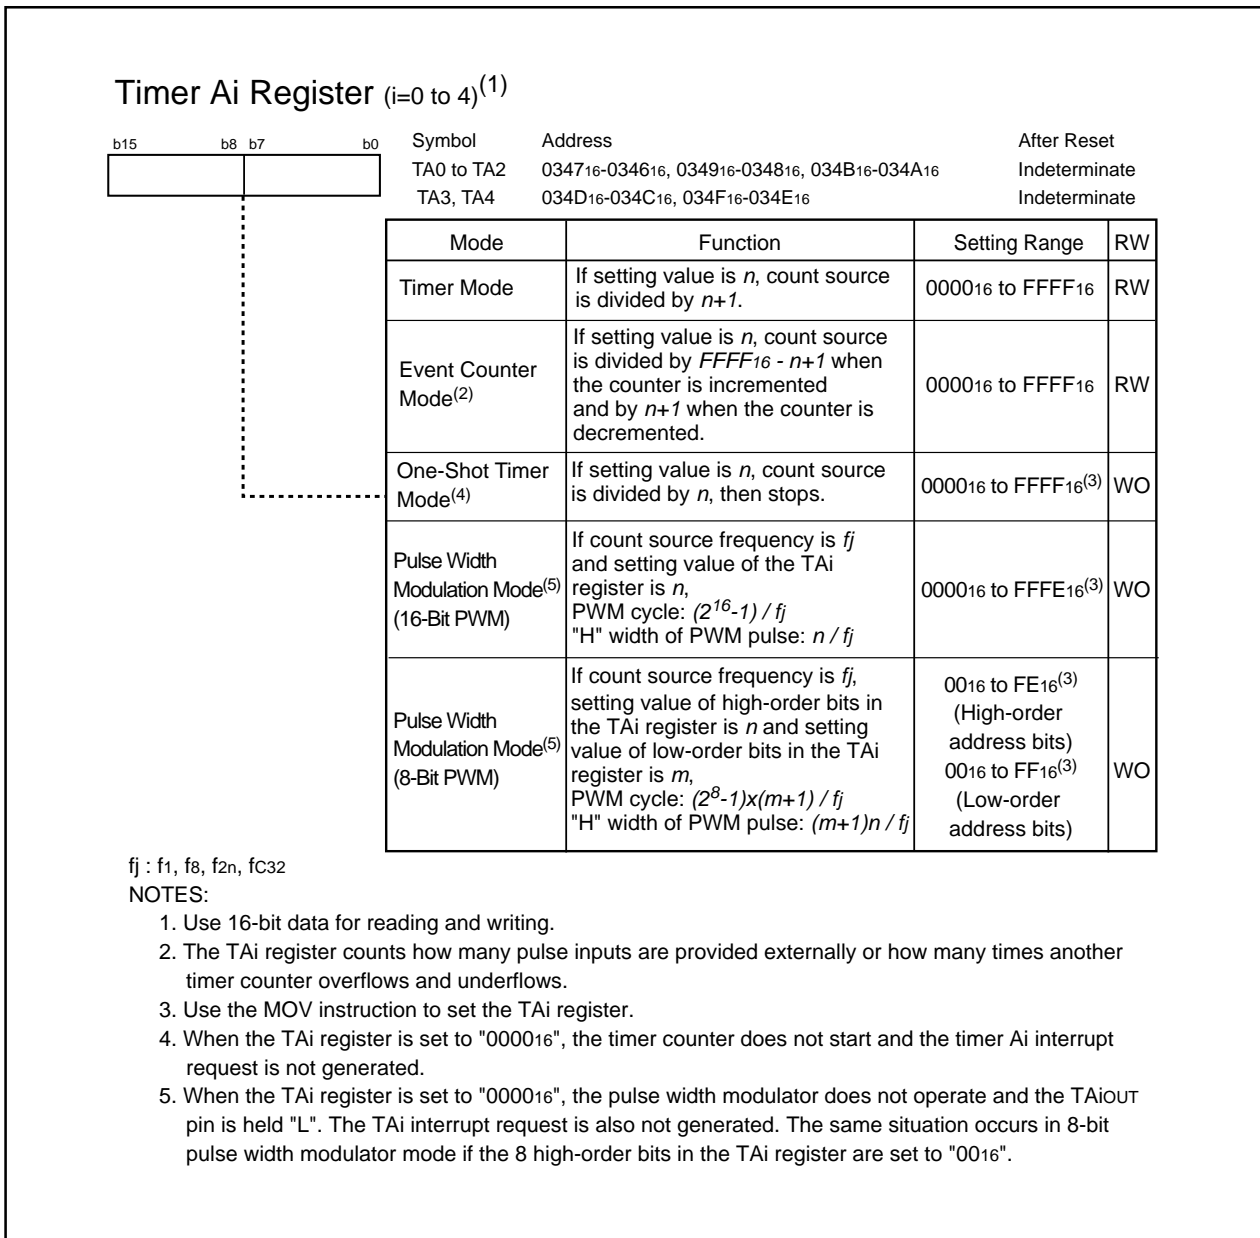 Timer Ai Register (i=0 to 4)(1)
b15 b8 b7 b0
Symbol Address After Reset
TA0 to TA2 034716-034616, 034916-034816, 034B16-034A16 Indeterminate
TA3, TA4 034D16-034C16, 034F16-034E16 Indeterminate
Mode Function Setting Range RW
Timer Mode
If setting value is n, count source
is divided by n+1.
000016 to FFFF16 RW
Event Counter
Mode(2)
If setting value is n, count source
is divided by FFFF16 - n+1 when
the counter is incremented
and by n+1 when the counter is
decremented.
000016 to FFFF16 RW
One-Shot Timer
Mode(4)
If setting value is n, count source
is divided by n, then stops.
000016 to FFFF16(3) WO
Pulse Width
Modulation Mode(5)
(16-Bit PWM)
If count source frequency is fj
and setting value of the TAi
register is n,
PWM cycle: (2^16-1) / fj
"H" width of PWM pulse: n / fj
000016 to FFFE16(3) WO
Pulse Width
Modulation Mode(5)
(8-Bit PWM)
If count source frequency is fj,
setting value of high-order bits in
the TAi register is n and setting
value of low-order bits in the TAi
register is m,
PWM cycle: (2^8-1)x(m+1) / fj
"H" width of PWM pulse: (m+1)n / fj
0016 to FE16(3)
(High-order
address bits)
0016 to FF16(3)
(Low-order
address bits)
WO
fj : f1, f8, f2n, fC32
NOTES:
1. Use 16-bit data for reading and writing.
2. The TAi register counts how many pulse inputs are provided externally or how many times another
timer counter overflows and underflows.
3. Use the MOV instruction to set the TAi register.
4. When the TAi register is set to "000016", the timer counter does not start and the timer Ai interrupt
request is not generated.
5. When the TAi register is set to "000016", the pulse width modulator does not operate and the TAiOUT
pin is held "L". The TAi interrupt request is also not generated. The same situation occurs in 8-bit
pulse width modulator mode if the 8 high-order bits in the TAi register are set to "0016".